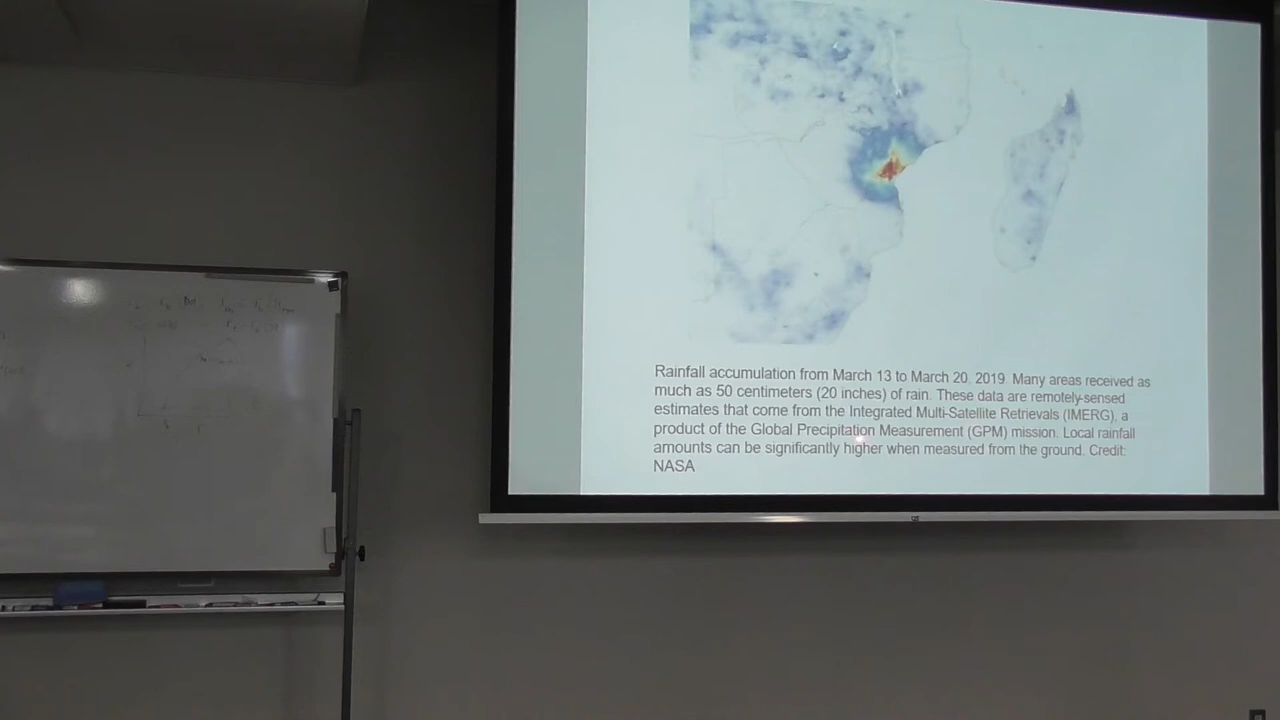 Rainfall accumulation from March 13 to March 20, 2019. Many areas received as
much as 50 centimeters (20 inches) of rain. These data are remotely-sensed
estimates that come from the Integrated Multi-Satellite Retrievals (IMERG), a
product of the Global Precipitation Measurement (GPM) mission. Local rainfall
amounts can be significantly higher when measured from the ground. Credit:
NASA